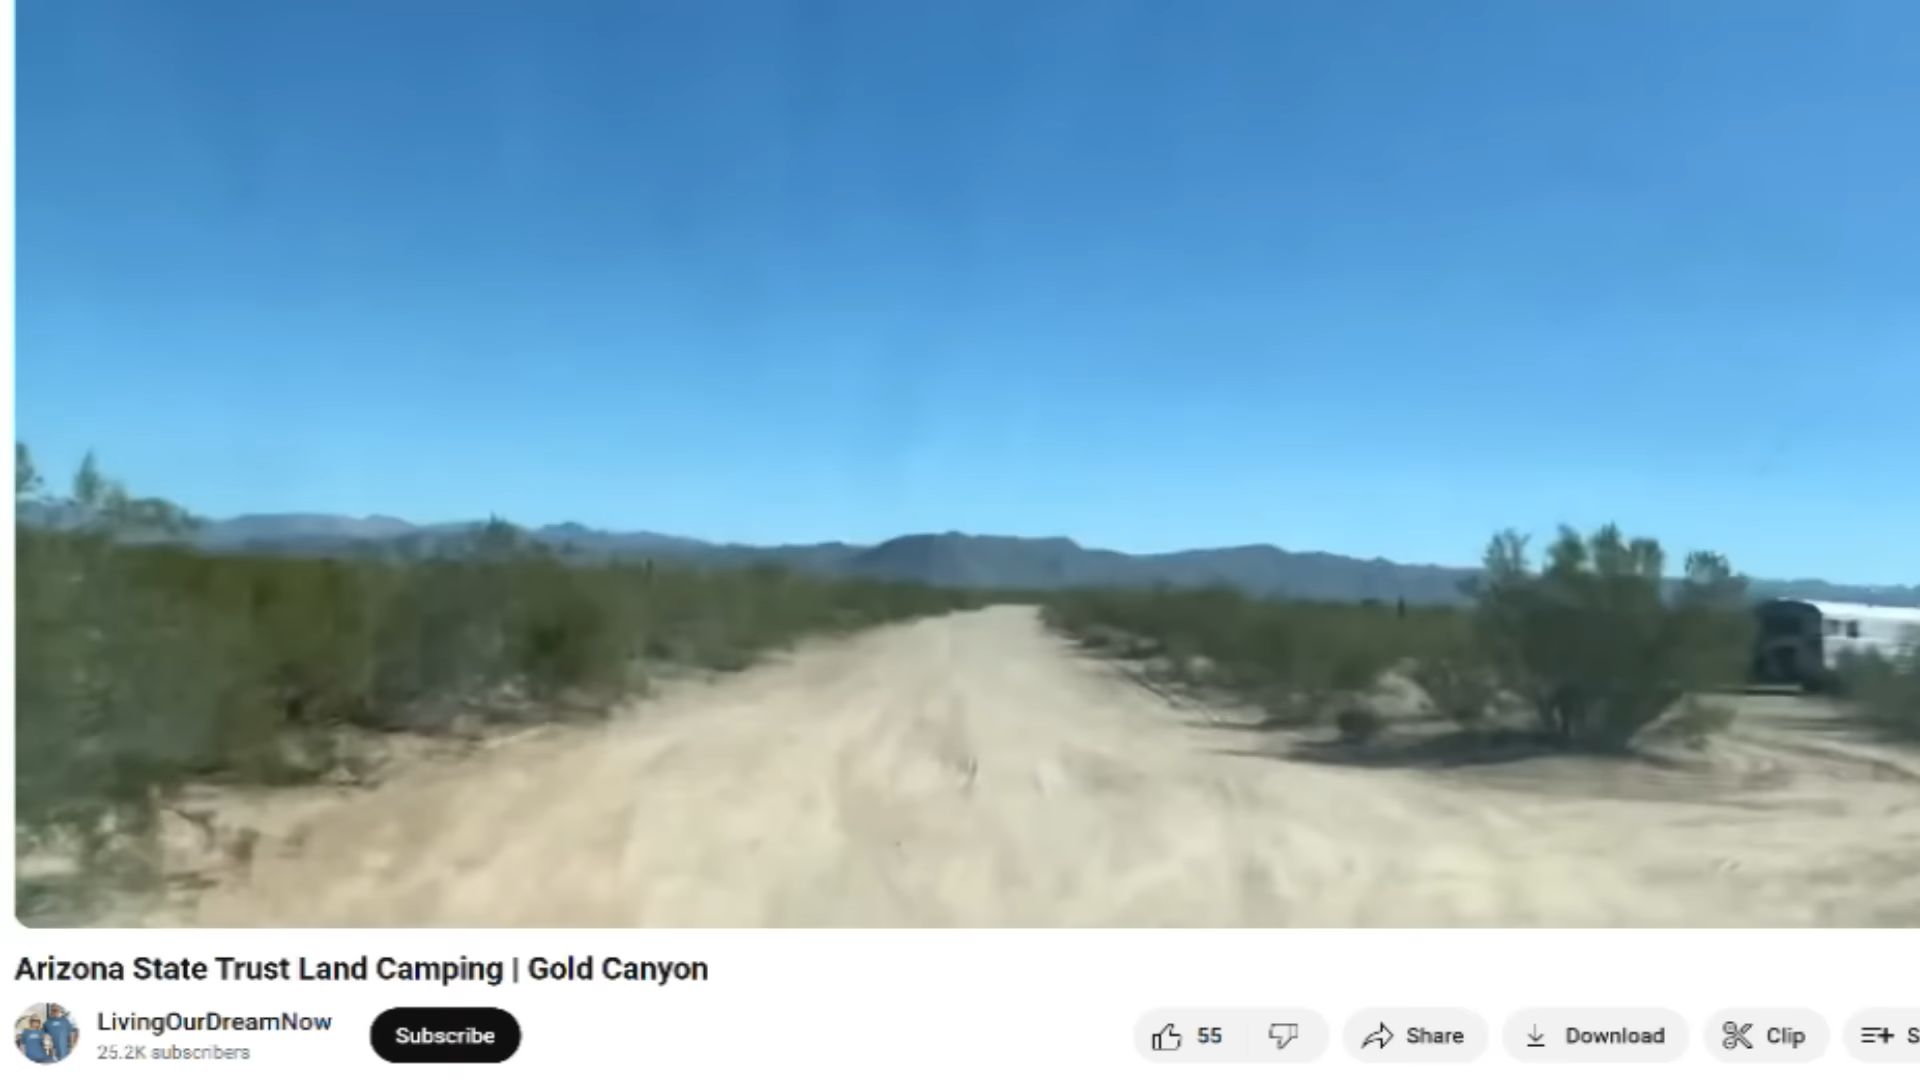 Arizona State Trust Land Camping | Gold Canyon
LivingOurDreamNow
25.2K subscribers
Subscribe
55
Share
Download
Clip